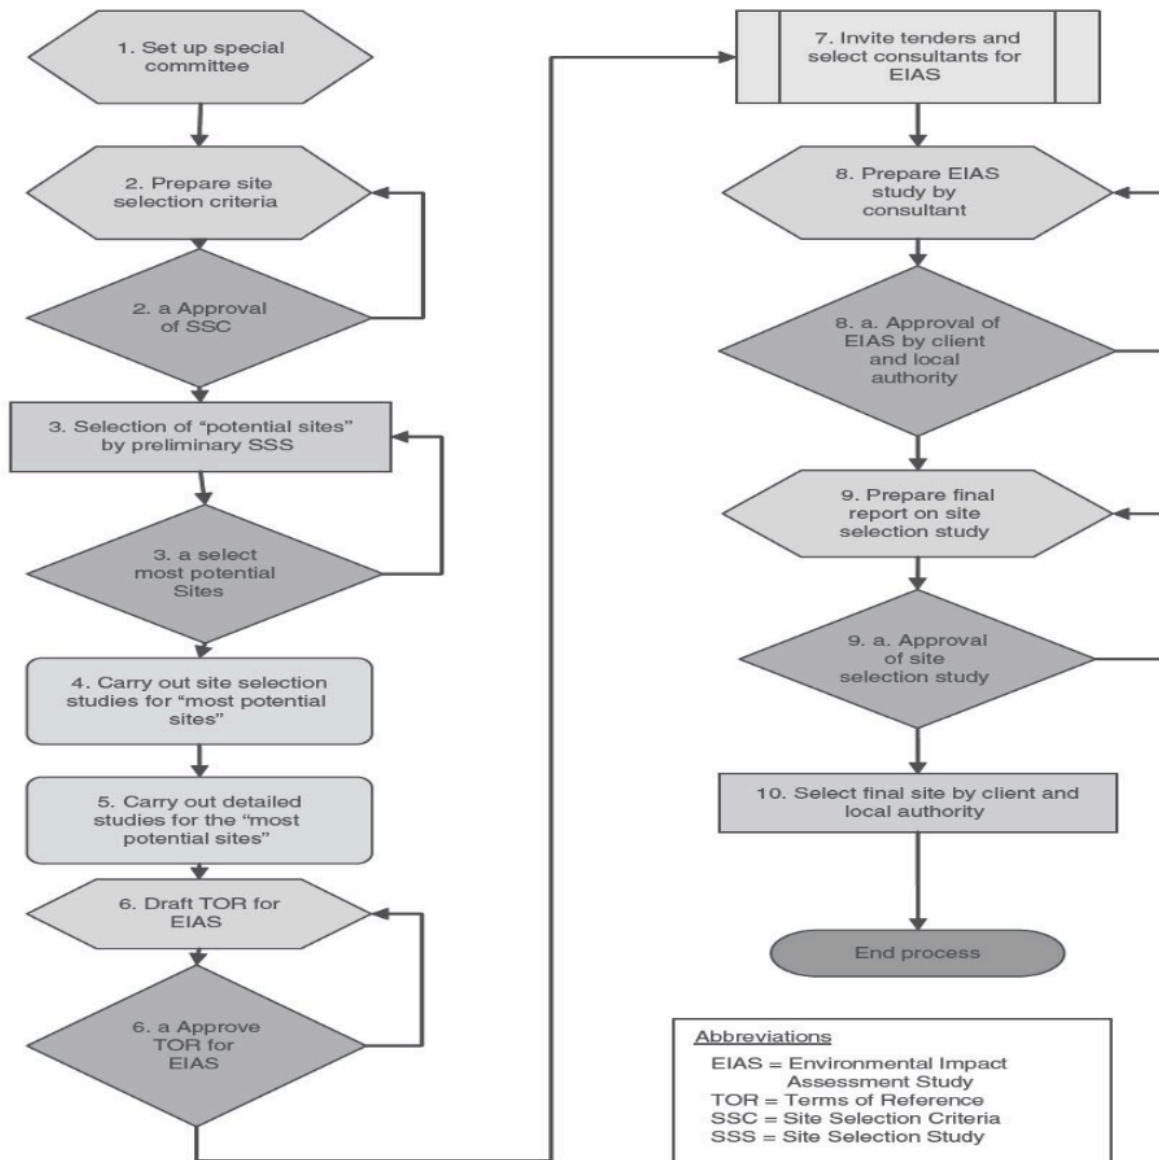 1. Set up special
committee
2. Prepare site
selection criteria
2. a Approval
of SSC
3. Selection of “potential sites”
by preliminary SSS
3. a select
most potential
Sites
4. Carry out site selection
studies for “most potential
sites”
5. Carry out detailed
studies for the “most
potential sites”
6. Draft TOR for
EIAS
6. a Approve
TOR for
EIAS
7. Invite tenders and
select consultants for
EIAS
8. Prepare EIAS
study by
consultant
8. a. Approval of
EIAS by client
and local
authority
9. Prepare final
report on site
selection study
9. a. Approval
of site
selection study
10. Select final site by client and
local authority
End process
Abbreviations
EIAS = Environmental Impact
Assessment Study
TOR = Terms of Reference
SSC = Site Selection Criteria
SSS = Site Selection Study